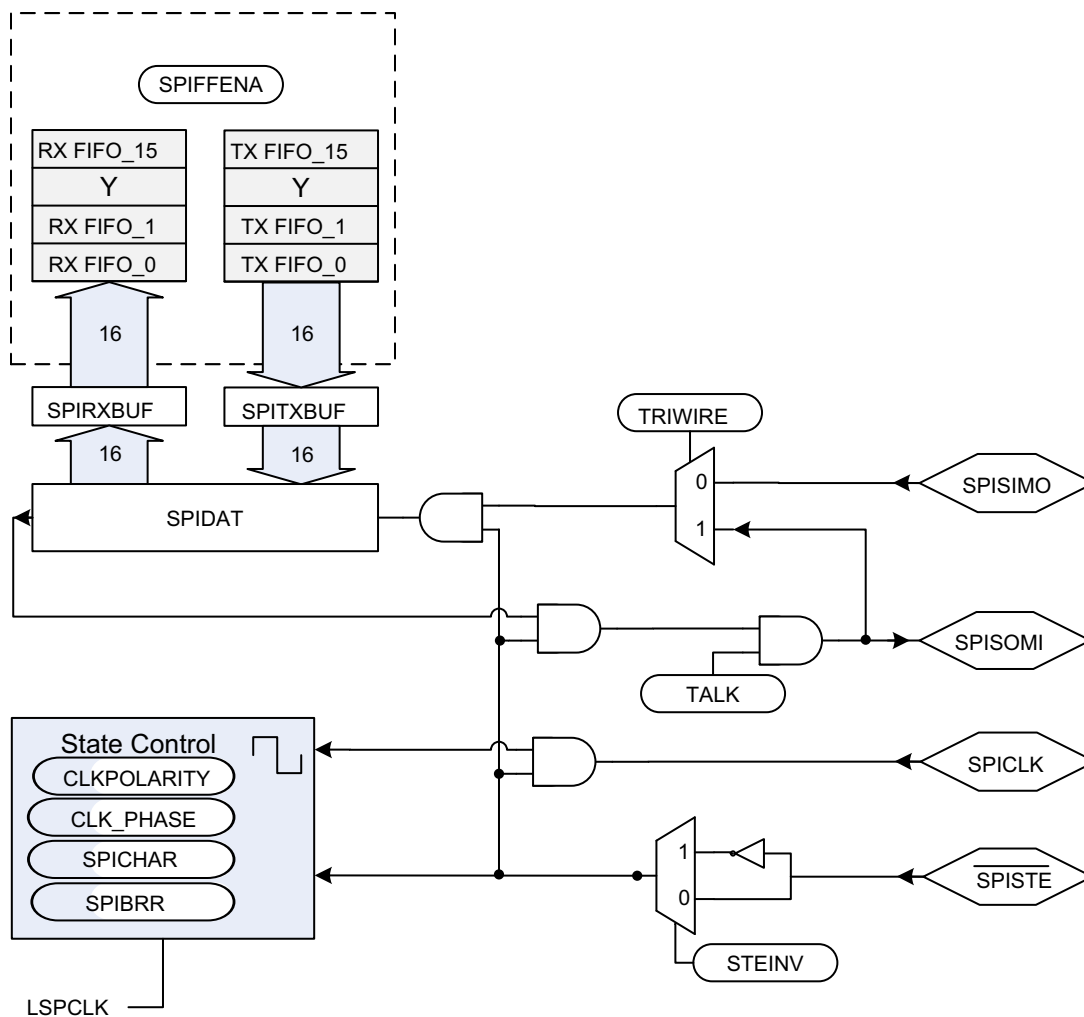 SPIFFENA
RX FIFO_15
TX FIFO_15
Y
Y
RX FIFO_1
TX FIFO_1
RX FIFO_0
TX FIFO_0
16
16
SPIRXBUF
SPITXBUF
TRIWIRE
16
16
0
SPISIMO
SPIDAT
1
SPISOMI
TALK
State Control
CLKPOLARITY
SPICLK
CLK_PHASE
SPICHAR
1
SPISTE
SPIBRR
0
STEINV
LSPCLK